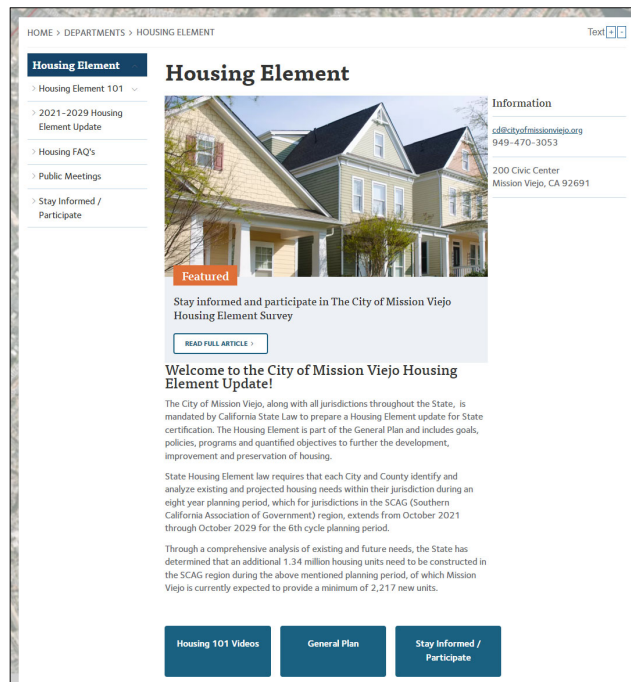 HOME > DEPARTMENTS > HOUSING ELEMENT
Text + -
Housing Element
> Housing Element 101
> 2021-2029 Housing
Element Update
> Housing FAQ's
> Public Meetings
> Stay Informed /
Participate
Housing Element
Featured
Stay informed and participate in The City of Mission Viejo
Housing Element Survey
READ FULL ARTICLE >
Information
cd@cityofmissionviejo.org
949-470-3053
200 Civic Center
Mission Viejo, CA 92691
Welcome to the City of Mission Viejo Housing
Element Update!
The City of Mission Viejo, along with all jurisdictions throughout the State, is
mandated by California State Law to prepare a Housing Element update for State
certification. The Housing Element is part of the General Plan and includes goals,
policies, programs and quantified objectives to further the development,
improvement and preservation of housing.
State Housing Element law requires that each City and County identify and
analyze existing and projected housing needs within their jurisdiction during an
eight year planning period, which for jurisdictions in the SCAG (Southern
California Association of Government) region, extends from October 2021
through October 2029 for the 6th cycle planning period.
Through a comprehensive analysis of existing and future needs, the State has
determined that an additional 1.34 million housing units need to be constructed in
the SCAG region during the above mentioned planning period, of which Mission
Viejo is currently expected to provide a minimum of 2,217 new units.
Housing 101 Videos
General Plan
Stay Informed /
Participate